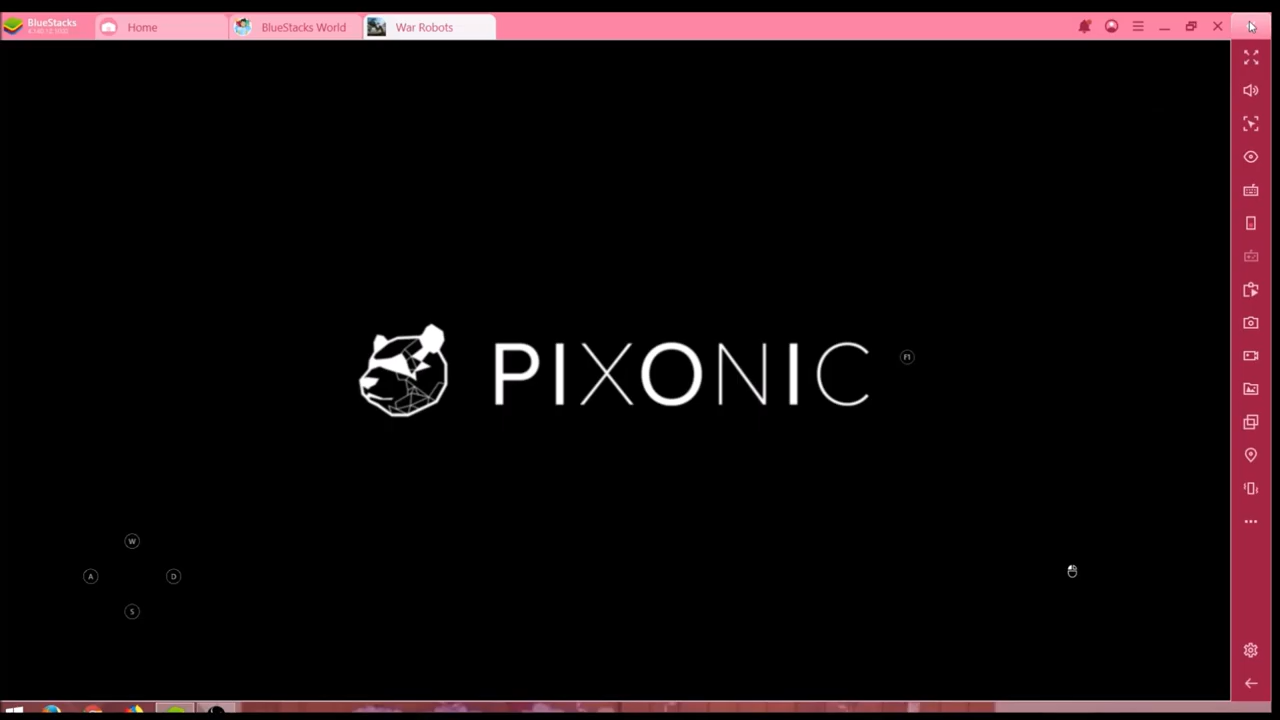 BlueStacks
Home
BlueStacks World
War Robots
PIXONIC
F1
W
A
D
S